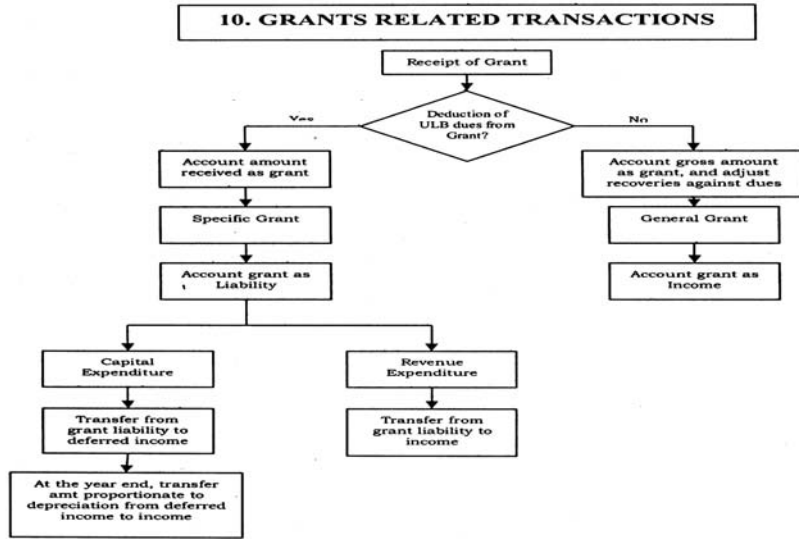 10. GRANTS RELATED TRANSACTIONS
Receipt of Grant
Deduction of
ULB dues from
Grant?
Yes
No
Account amount
received as grant
Account gross amount
as grant, and adjust
recoveries against dues
Specific Grant
General Grant
Account grant as
Liability
Account grant as
Income
Capital
Expenditure
Revenue
Expenditure
Transfer from
grant liability to
deferred income
Transfer from
grant liability to
income
At the year end, transfer
amt proportionate to
depreciation from deferred
income to income